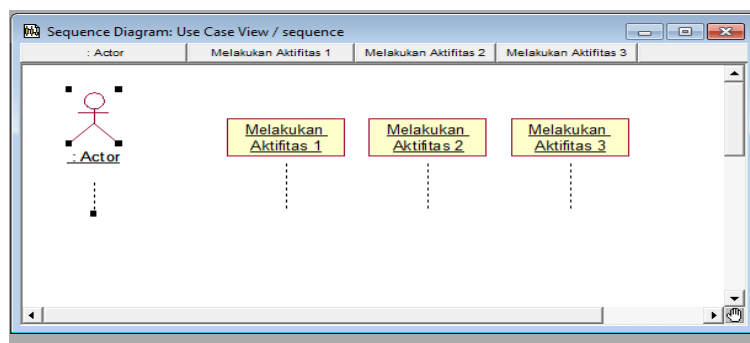 Sequence Diagram: Use Case View / sequence
: Actor
Melakukan Aktifitas 1
Melakukan Aktifitas 2
Melakukan Aktifitas 3
: Actor
Melakukan
Aktifitas 1
Melakukan
Aktifitas 2
Melakukan
Aktifitas 3